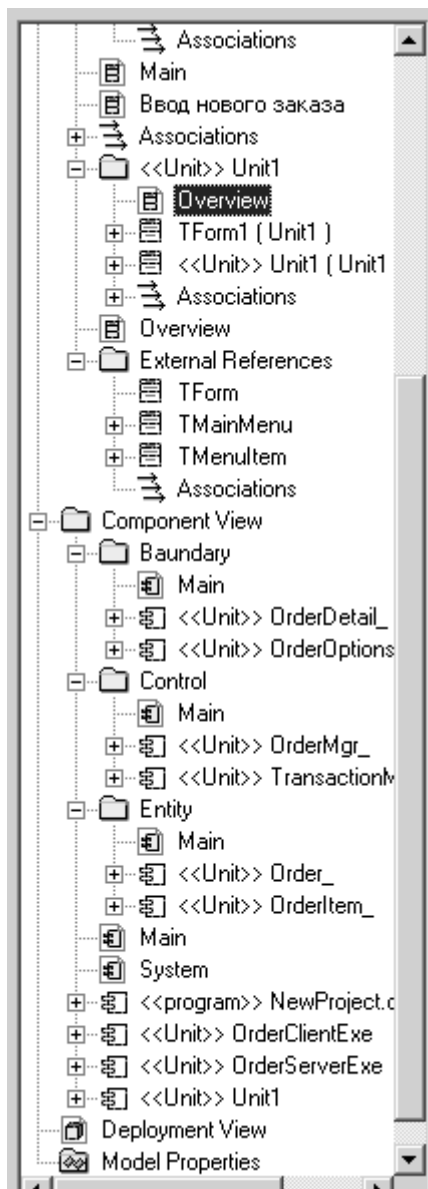 Associations
Main
Ввод нового заказа
Associations
<<Unit>> Unit1
Overview
TForm1 ( Unit1 )
<<Unit>> Unit1 ( Unit1
Associations
Overview
External References
TForm
TMainMenu
TMenuItem
Associations
Component View
Baundary
Main
<<Unit>> OrderDetail_
<<Unit>> OrderOptions
Control
Main
<<Unit>> OrderMgr_
<<Unit>> TransactionM
Entity
Main
<<Unit>> Order_
<<Unit>> OrderItem_
Main
System
<<program>> NewProject.d
<<Unit>> OrderClientExe
<<Unit>> OrderServerExe
<<Unit>> Unit1
Deployment View
Model Properties